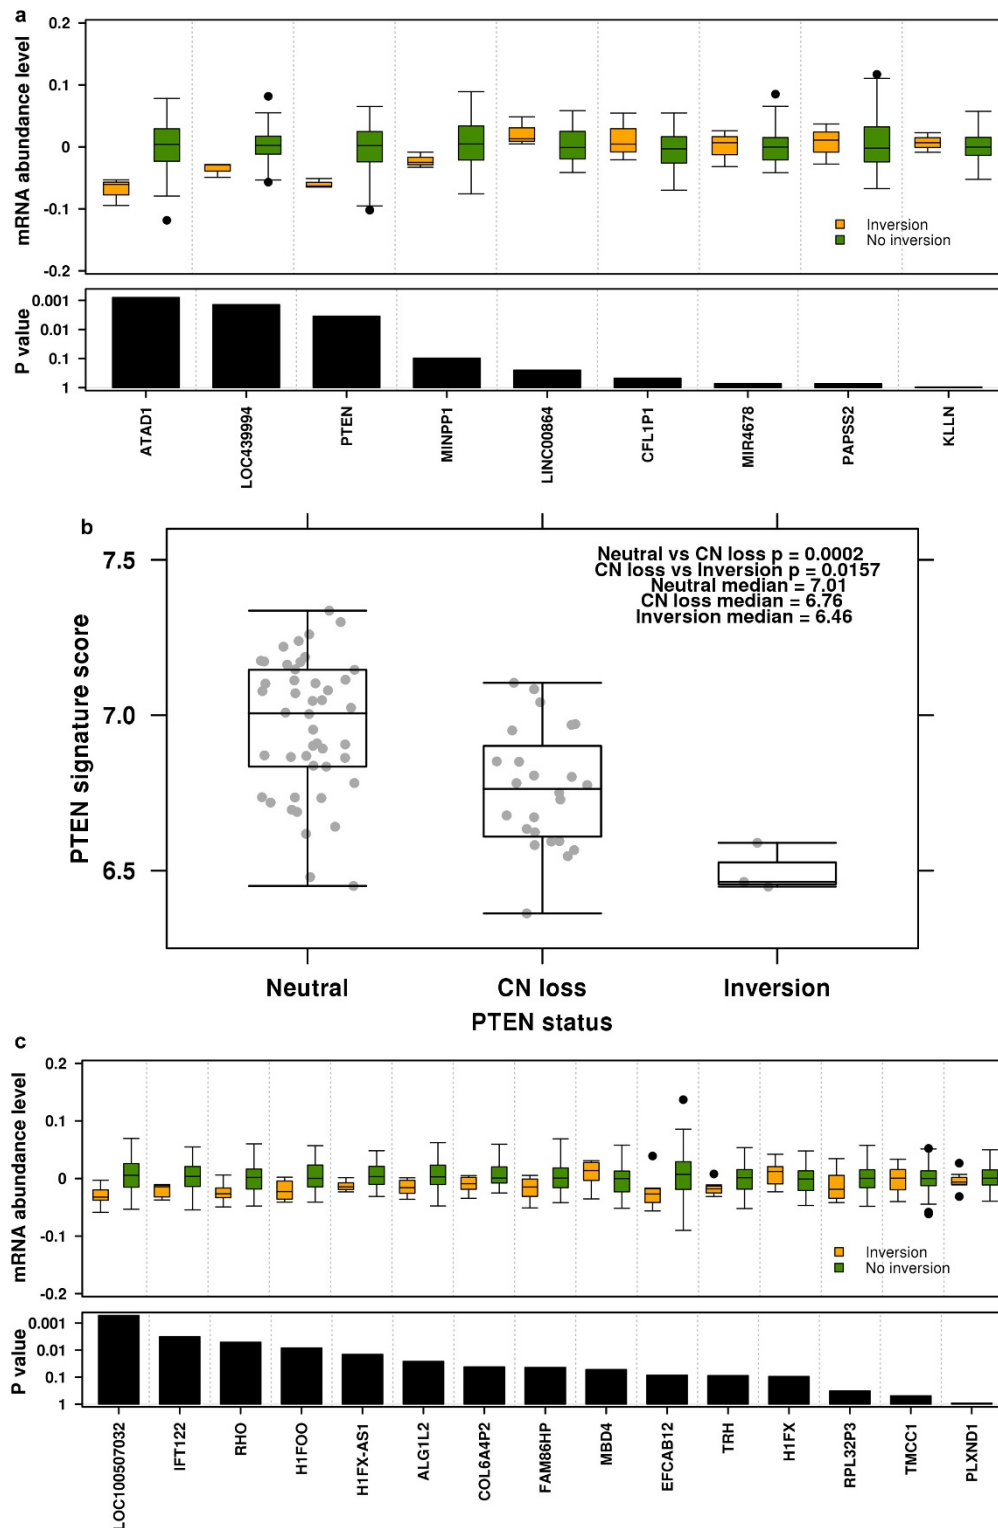 a
mRNA abundance level
0.2
0.1
0
-0.1
-0.2
Inversion
No inversion
P value
0.001
0.01
0.1
1
ATAD1
LOC439994
PTEN
MINPP1
LINC00864
CFL1P1
MIR4678
PAPSS2
KLLN
b
PTEN signature score
7.5
7.0
6.5
Neutral vs CN loss p = 0.0002
CN loss vs Inversion p = 0.0157
Neutral median = 7.01
CN loss median = 6.76
Inversion median = 6.46
Neutral
CN loss
Inversion
PTEN status
c
mRNA abundance level
0.2
0.1
0
-0.1
-0.2
Inversion
No inversion
P value
0.001
0.01
0.1
1
LOC100507032
IFT122
RHO
H1FOO
H1FX-AS1
ALG1L2
COL6A4P2
FAM86HP
MBD4
EFCAB12
TRH
H1FX
RPL32P3
TMCC1
PLXND1